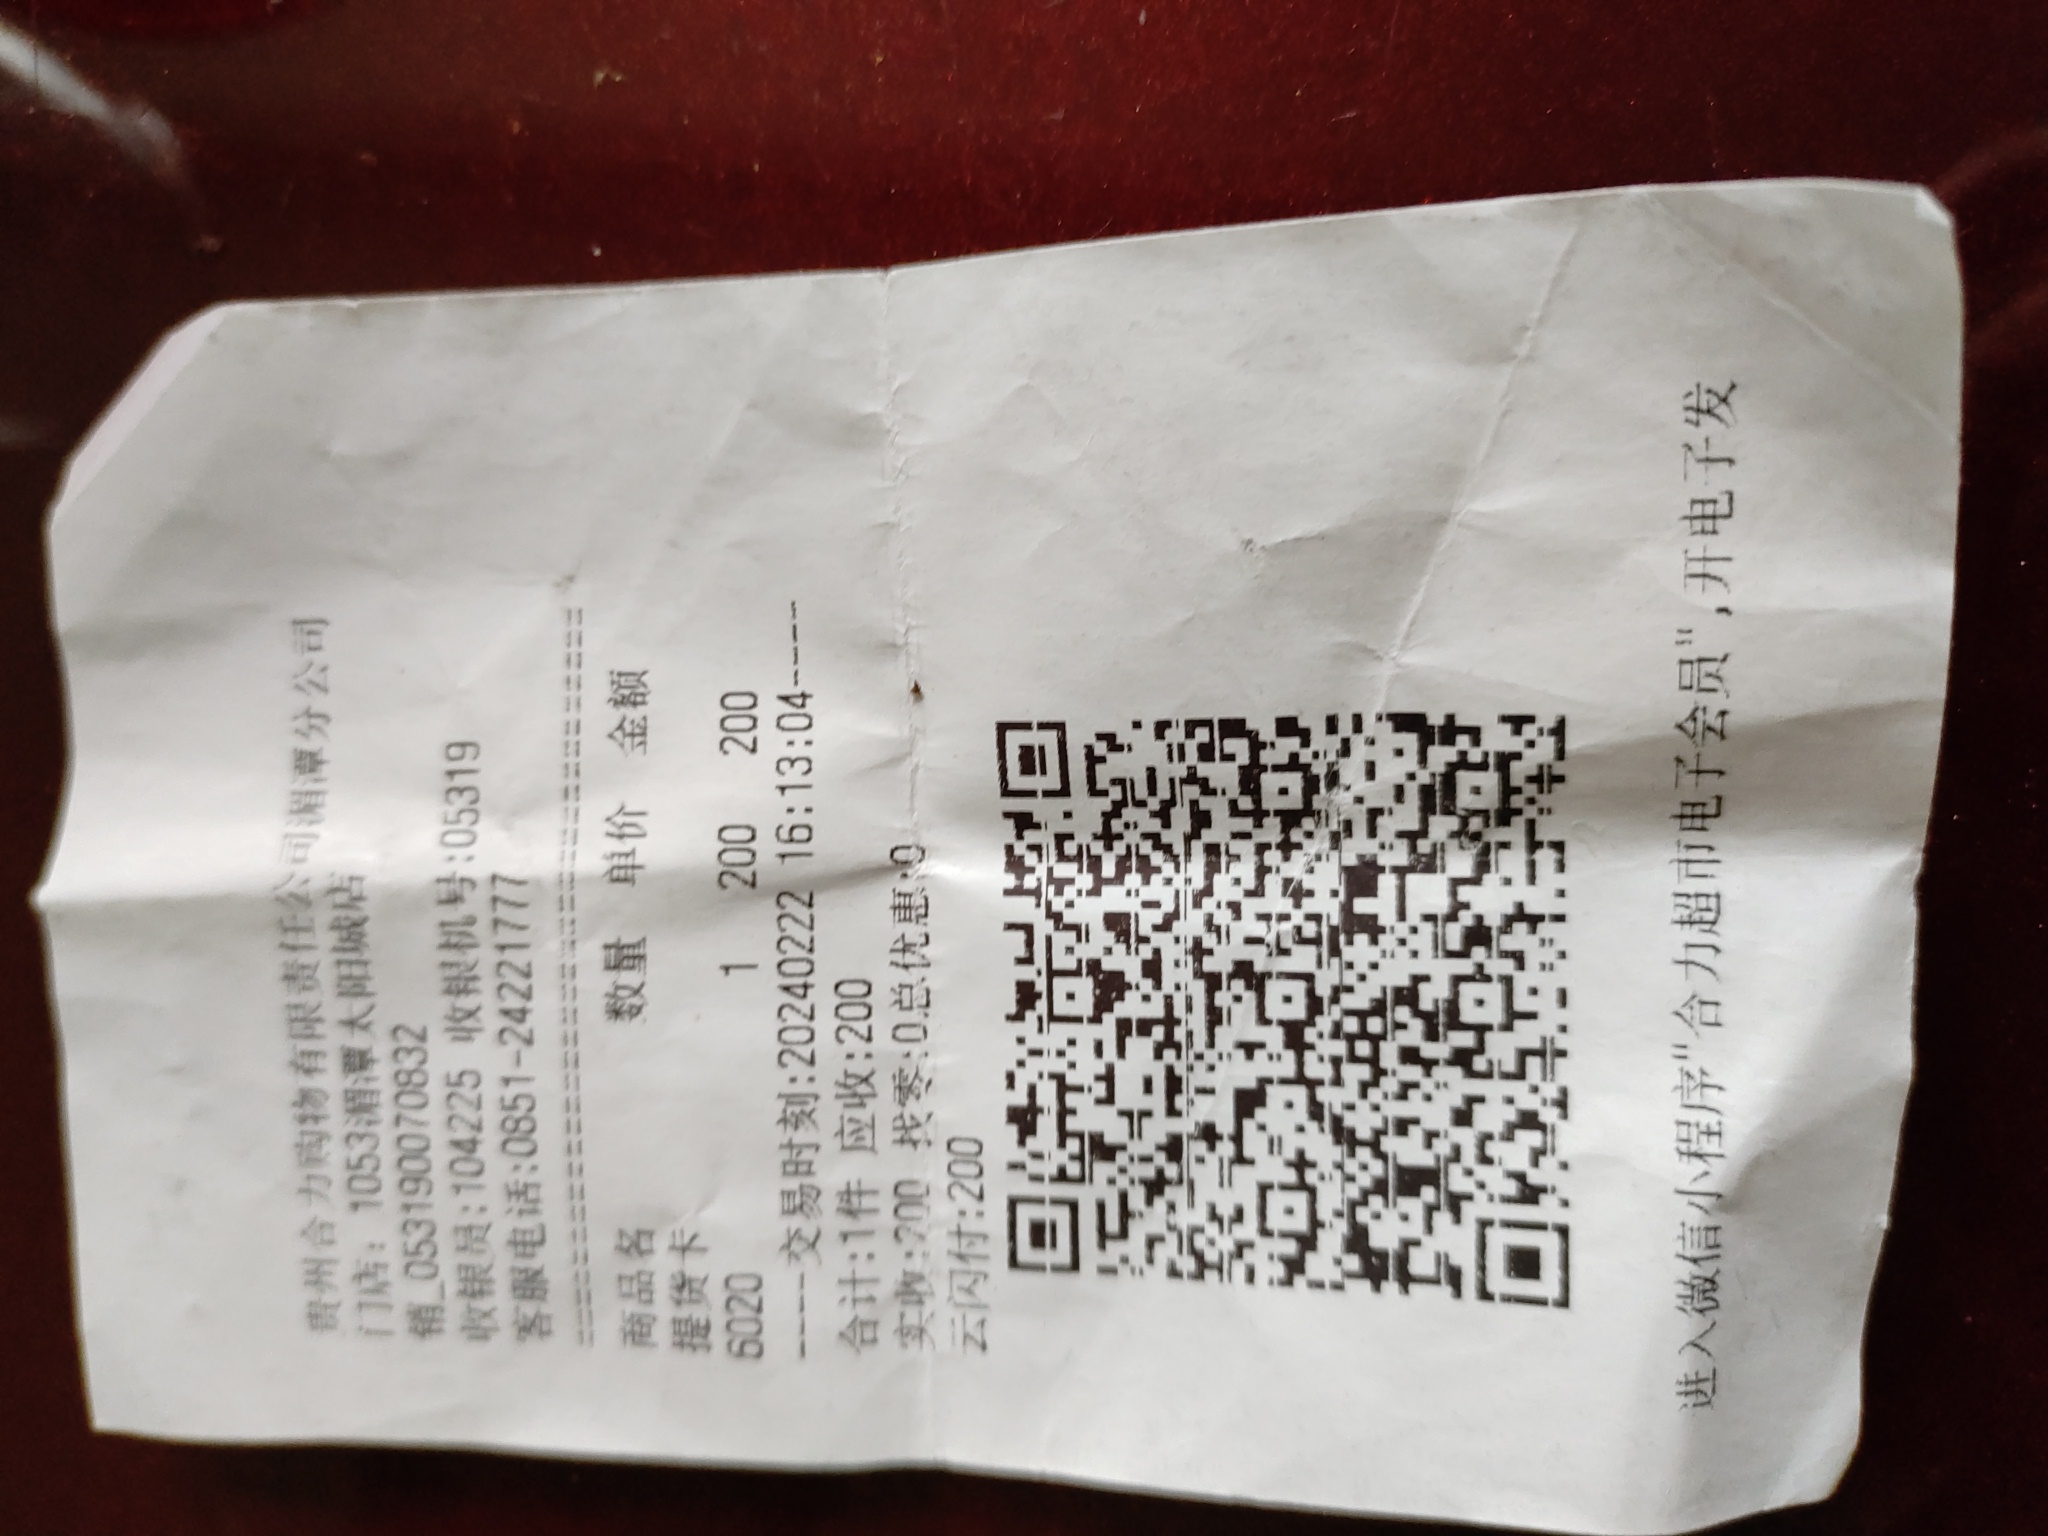 贵州合力购物有限责任公司湄潭分公司
门店: 1053湄潭太阳城店
销_053190070832
收银员:104225 收银机号:05319
客服电话:0851-24221777
================================
商品名 数量 单价 金额
提货卡
6020 1 200 200
----交易时刻:20240222 16:13:04----
合计:1件 应收:200
实收:200 找零:0总优惠:0
云闪付:200
进入微信小程序"合力超市电子会员",开电子发